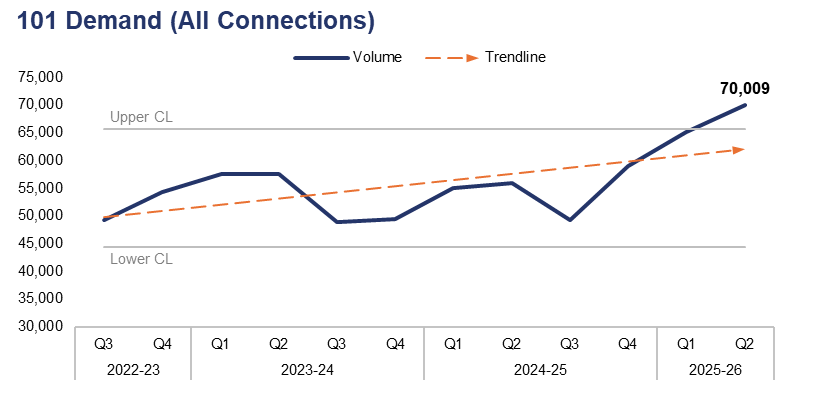 101 Demand (All Connections)
Volume Trendline
75,000
70,009
70,000
Upper CL
65,000
60,000
55,000
50,000
45,000
Lower CL
40,000
35,000
30,000
Q3 Q4 Q1 Q2 Q3 Q4 Q1 Q2 Q3 Q4 Q1 Q2
2022-23 2023-24 2024-25 2025-26